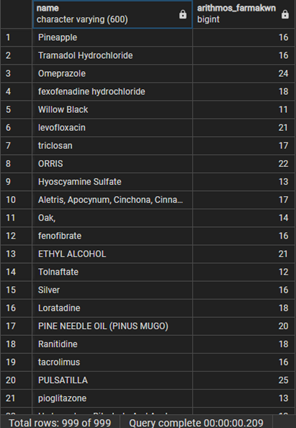 name
character varying (600)
arithmos_farmakwn
bigint
1 Pineapple 16
2 Tramadol Hydrochloride 16
3 Omeprazole 24
4 fexofenadine hydrochloride 18
5 Willow Black 11
6 levofloxacin 21
7 triclosan 17
8 ORRIS 22
9 Hyoscyamine Sulfate 13
10 Aletris, Apocynum, Cinchona, Cinna... 17
11 Oak, 14
12 fenofibrate 16
13 ETHYL ALCOHOL 21
14 Tolnaftate 12
15 Silver 16
16 Loratadine 18
17 PINE NEEDLE OIL (PINUS MUGO) 20
18 Ranitidine 18
19 tacrolimus 16
20 PULSATILLA 25
21 pioglitazone 13
Total rows: 999 of 999 Query complete 00:00:00.209